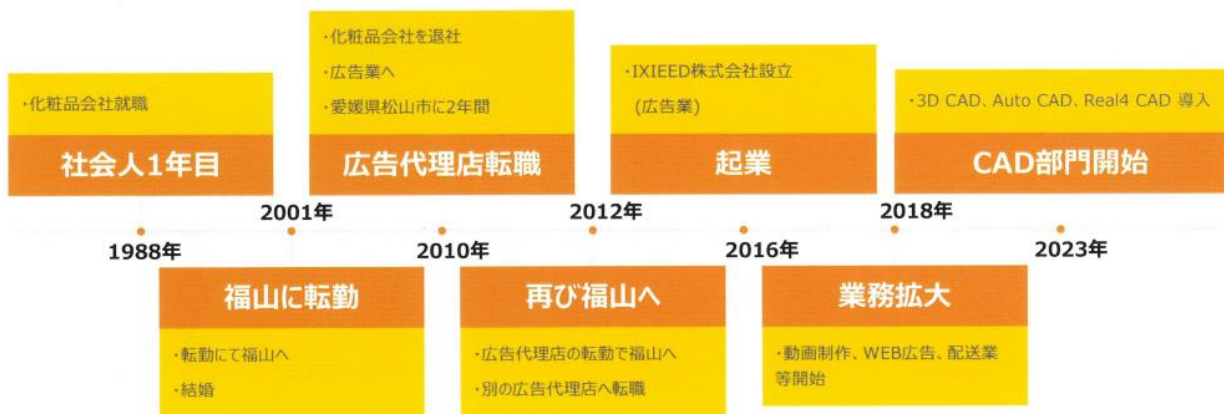 ・化粧品会社就職
社会人1年目
1988年
2001年
福山に転勤
・転勤にて福山へ
・結婚
・化粧品会社を退社
・広告業へ
・愛媛県松山市に2年間
広告代理店転職
2010年
2012年
再び福山へ
・広告代理店の転勤で福山へ
・別の広告代理店へ転職
・IXIEED株式会社設立
(広告業)
起業
2016年
2018年
業務拡大
・動画制作、WEB広告、配送業
等開始
・3D CAD、Auto CAD、Real4 CAD 導入
CAD部門開始
2023年